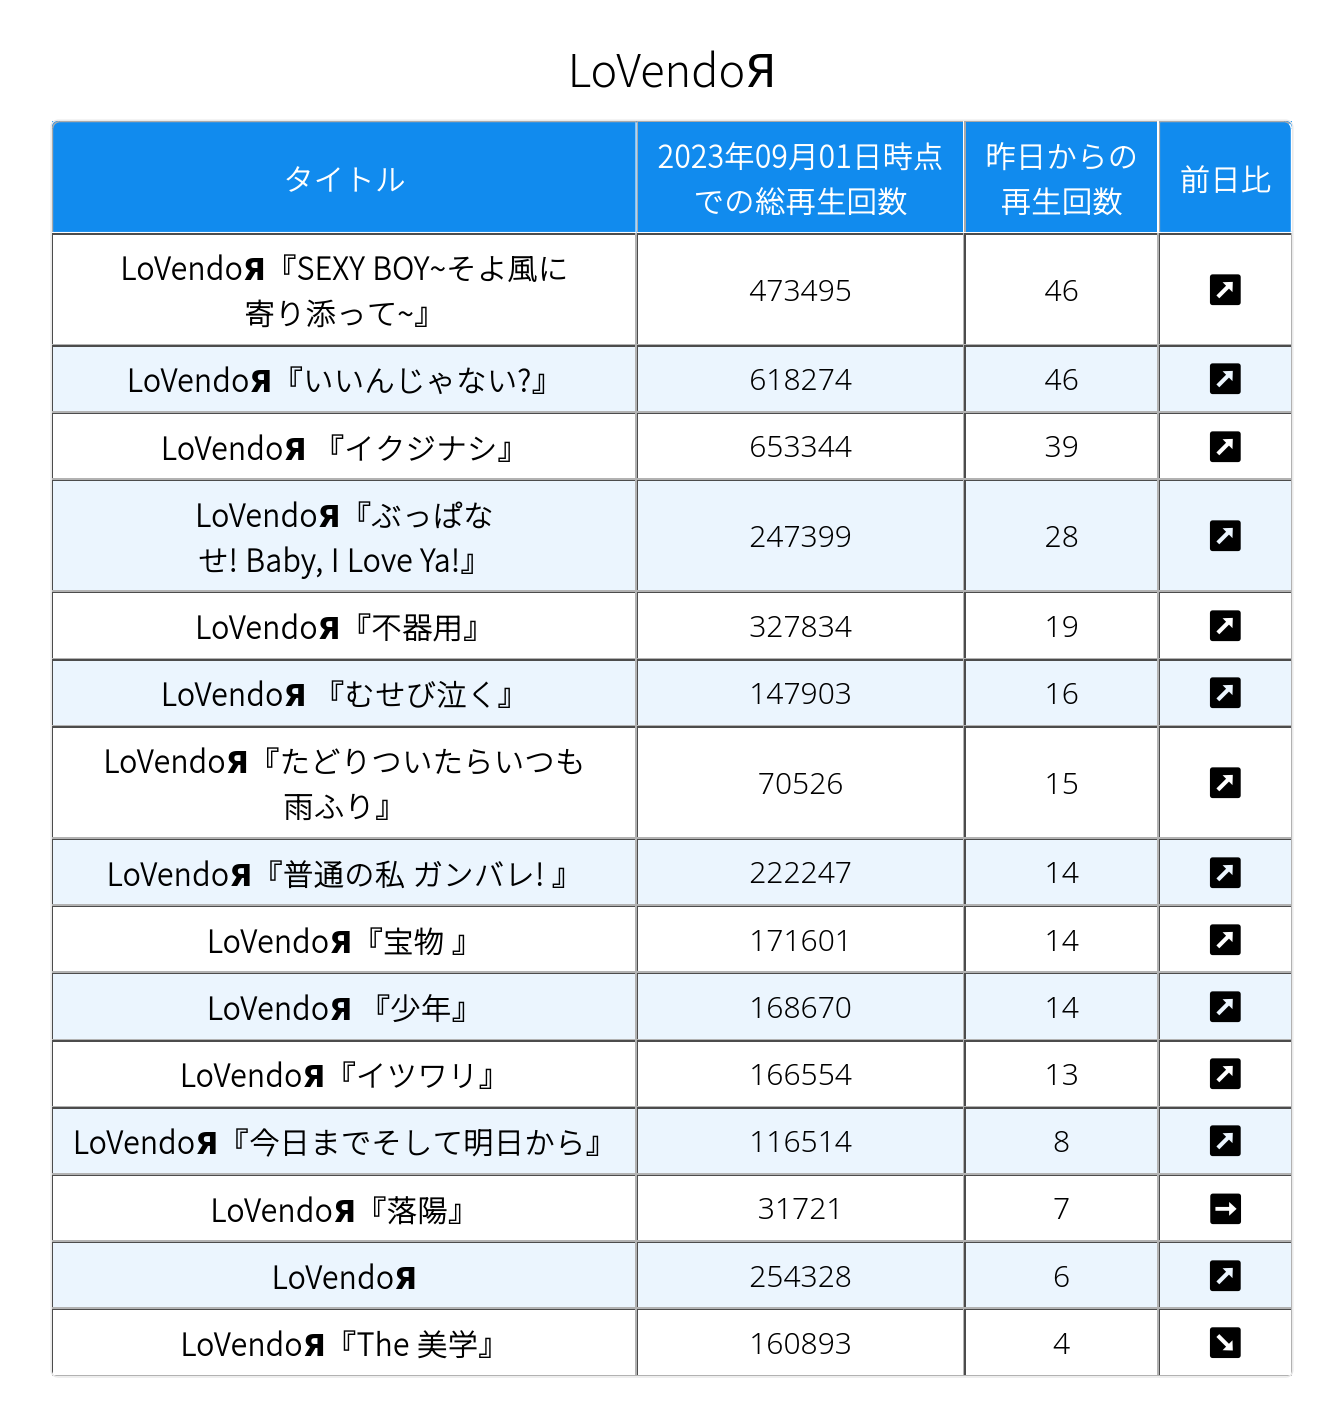 LoVendoЯ
タイトル
2023年09月01日時点
での総再生回数
昨日からの
再生回数
前日比
LoVendoЯ『SEXY BOY~そよ風に
寄り添って~』
473495
46
LoVendoЯ『いいんじゃない?』
618274
46
LoVendoЯ 『イクジナシ』
653344
39
LoVendoЯ『ぶっぱな
せ! Baby, I Love Ya!』
247399
28
LoVendoЯ『不器用』
327834
19
LoVendoЯ 『むせび泣く』
147903
16
LoVendoЯ『たどりついたらいつも
雨ふり』
70526
15
LoVendoЯ『普通の私 ガンバレ! 』
222247
14
LoVendoЯ『宝物 』
171601
14
LoVendoЯ 『少年』
168670
14
LoVendoЯ『イツワリ』
166554
13
LoVendoЯ『今日までそして明日から』
116514
8
LoVendoЯ『落陽』
31721
7
LoVendoЯ
254328
6
LoVendoЯ『The 美学』
160893
4